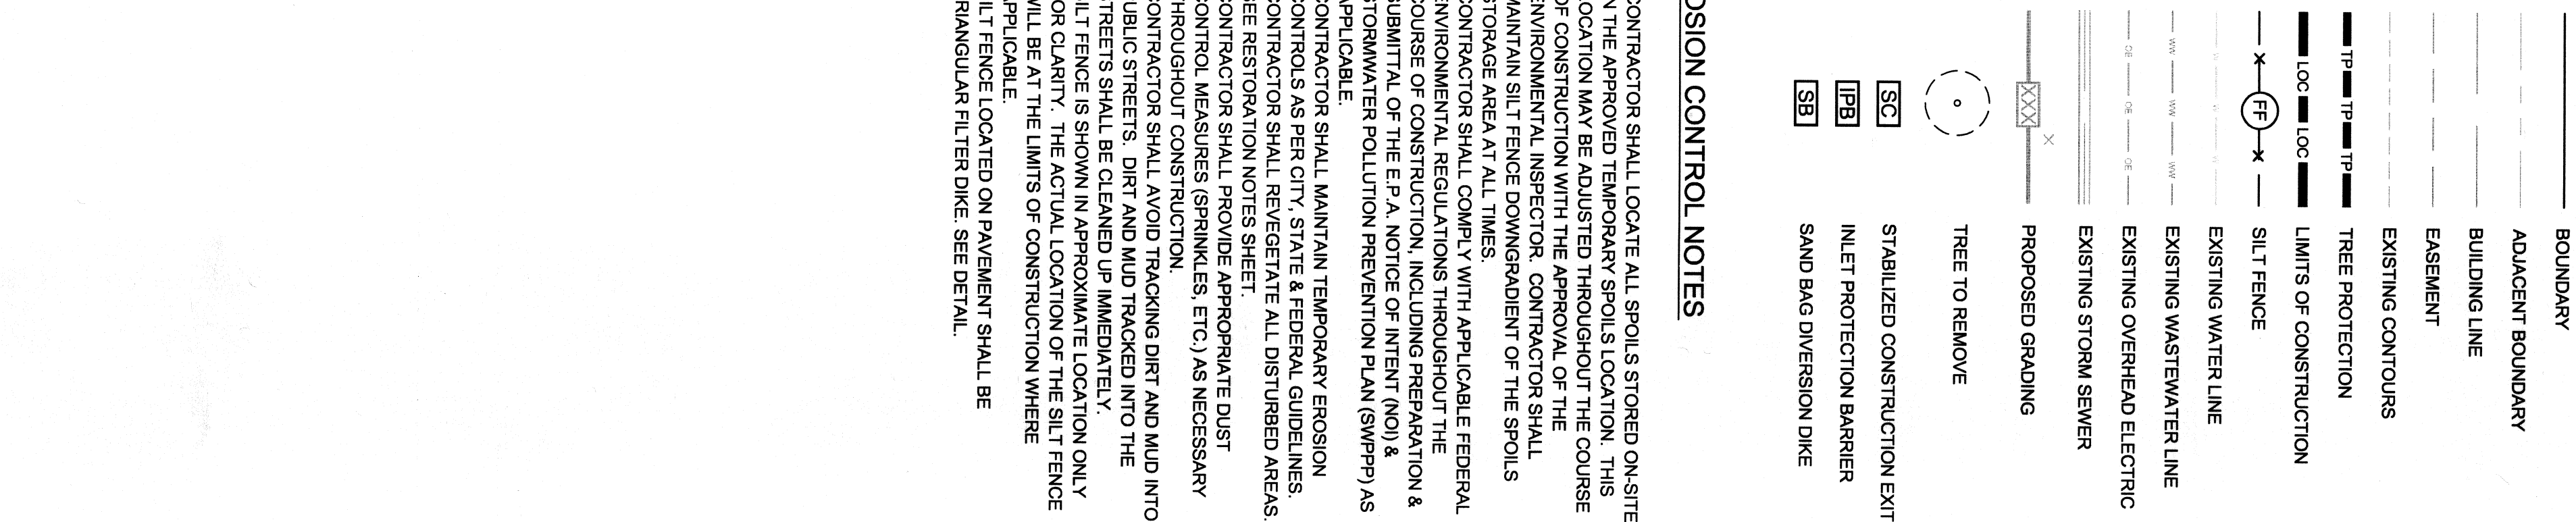 BOUNDARY
ADJACENT BOUNDARY
BUILDING LINE
EASEMENT
EXISTING CONTOURS
TP TP TP TREE PROTECTION
LOC LOC LIMITS OF CONSTRUCTION
FF SILT FENCE
W W W EXISTING WATER LINE
WW WW WW EXISTING WASTEWATER LINE
OE OE OE EXISTING OVERHEAD ELECTRIC
EXISTING STORM SEWER
XXX X PROPOSED GRADING
TREE TO REMOVE
SC STABILIZED CONSTRUCTION EXIT
IPB INLET PROTECTION BARRIER
SB SAND BAG DIVERSION DIKE
OSION CONTROL NOTES
CONTRACTOR SHALL LOCATE ALL SPOILS STORED ON-SITE
N THE APPROVED TEMPORARY SPOILS LOCATION. THIS
LOCATION MAY BE ADJUSTED THROUGHOUT THE COURSE
OF CONSTRUCTION WITH THE APPROVAL OF THE
ENVIRONMENTAL INSPECTOR. CONTRACTOR SHALL
MAINTAIN SILT FENCE DOWNGRADIENT OF THE SPOILS
STORAGE AREA AT ALL TIMES.
CONTRACTOR SHALL COMPLY WITH APPLICABLE FEDERAL
ENVIRONMENTAL REGULATIONS THROUGHOUT THE
COURSE OF CONSTRUCTION, INCLUDING PREPARATION &
SUBMITTAL OF THE E.P.A. NOTICE OF INTENT (NOI) &
STORMWATER POLLUTION PREVENTION PLAN (SWPPP) AS
APPLICABLE.
CONTRACTOR SHALL MAINTAIN TEMPORARY EROSION
CONTROLS AS PER CITY, STATE & FEDERAL GUIDELINES.
CONTRACTOR SHALL REVEGETATE ALL DISTURBED AREAS.
SEE RESTORATION NOTES SHEET.
CONTRACTOR SHALL PROVIDE APPROPRIATE DUST
CONTROL MEASURES (SPRINKLES, ETC.) AS NECESSARY
THROUGHOUT CONSTRUCTION.
CONTRACTOR SHALL AVOID TRACKING DIRT AND MUD INTO
PUBLIC STREETS. DIRT AND MUD TRACKED INTO THE
STREETS SHALL BE CLEANED UP IMMEDIATELY.
SILT FENCE IS SHOWN IN APPROXIMATE LOCATION ONLY
FOR CLARITY. THE ACTUAL LOCATION OF THE SILT FENCE
WILL BE AT THE LIMITS OF CONSTRUCTION WHERE
APPLICABLE.
SILT FENCE LOCATED ON PAVEMENT SHALL BE
TRIANGULAR FILTER DIKE. SEE DETAIL.